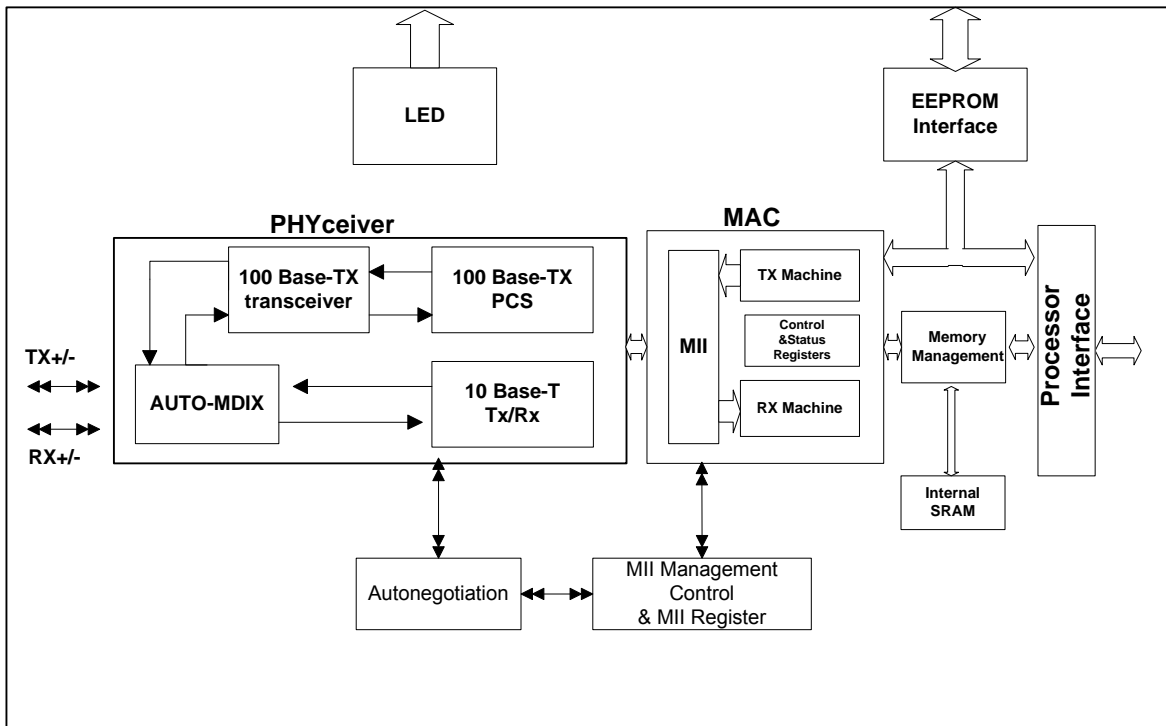 LED
EEPROM
Interface
PHYceiver
MAC
100 Base-TX
transceiver
100 Base-TX
PCS
TX Machine
MII
Control
&Status
Registers
Memory
Management
Processor
Interface
TX+/-
AUTO-MDIX
10 Base-T
Tx/Rx
RX Machine
RX+/-
Internal
SRAM
Autonegotiation
MII Management
Control
& MII Register